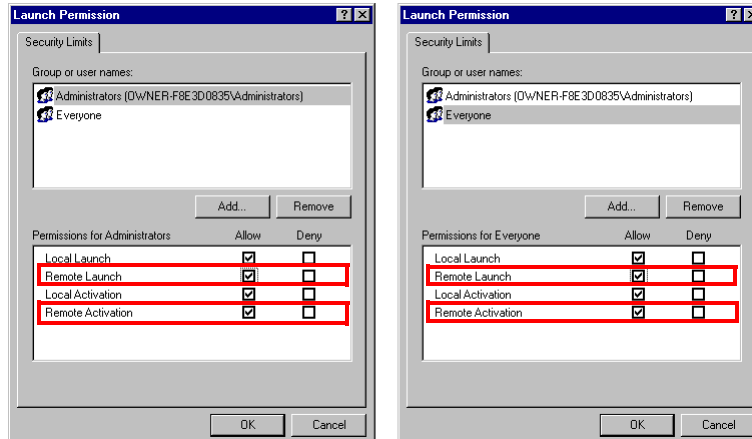 Launch Permission
Security Limits
Group or user names:
Administrators (OWNER-F8E3D0835\Administrators)
Everyone
Add... Remove
Permissions for Administrators Allow Deny
Local Launch
Remote Launch
Local Activation
Remote Activation
OK Cancel
Launch Permission
Security Limits
Group or user names:
Administrators (OWNER-F8E3D0835\Administrators)
Everyone
Add... Remove
Permissions for Everyone Allow Deny
Local Launch
Remote Launch
Local Activation
Remote Activation
OK Cancel